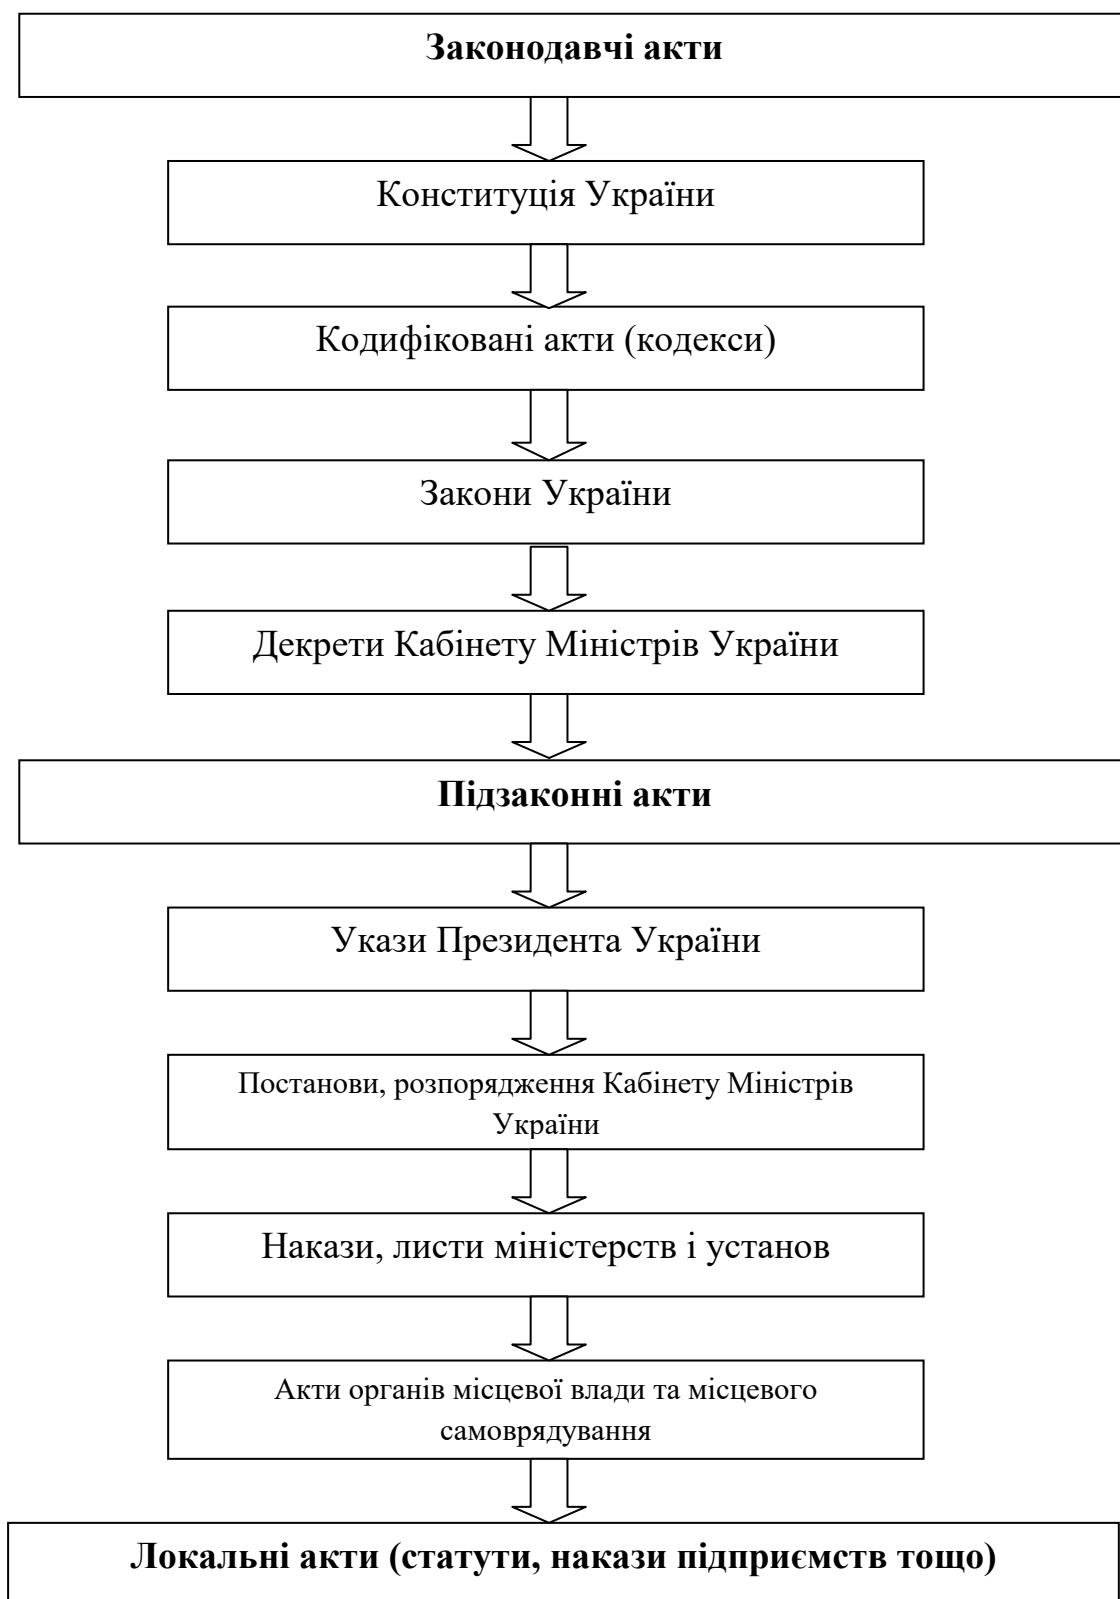 Законодавчі акти
Конституція України
Кодифіковані акти (кодекси)
Закони України
Декрети Кабінету Міністрів України
Підзаконні акти
Укази Президента України
Постанови, розпорядження Кабінету Міністрів
України
Накази, листи міністерств і установ
Акти органів місцевої влади та місцевого
самоврядування
Локальні акти (статути, накази підприємств тощо)